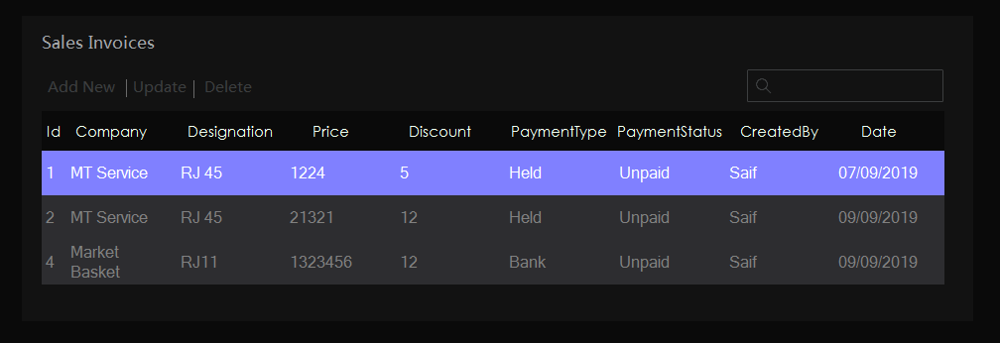 Sales Invoices
Add New | Update | Delete
Id Company Designation Price Discount PaymentType PaymentStatus CreatedBy Date
1 MT Service RJ 45 1224 5 Held Unpaid Saif 07/09/2019
2 MT Service RJ 45 21321 12 Held Unpaid Saif 09/09/2019
4 Market Basket RJ11 1323456 12 Bank Unpaid Saif 09/09/2019